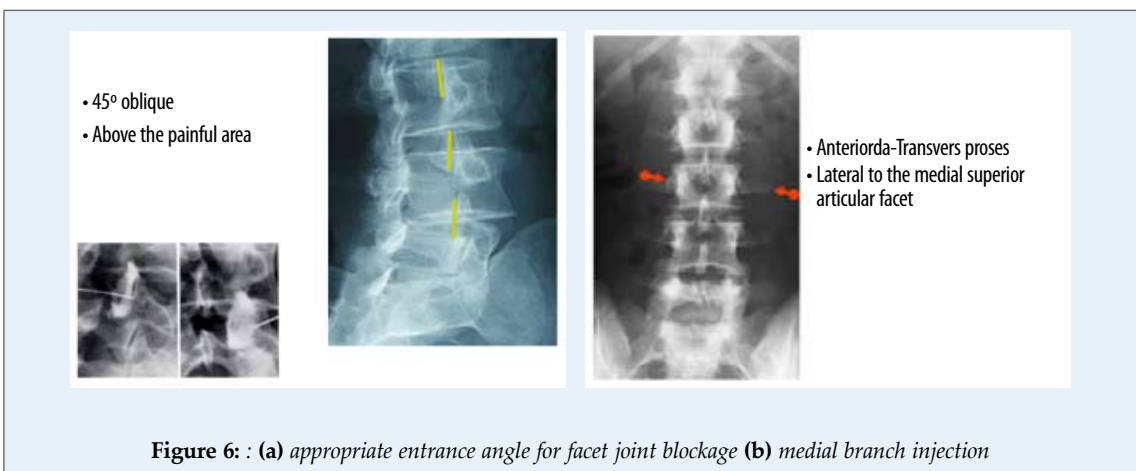 • 45º oblique
• Above the painful area
• Anteriorda-Transvers proses
• Lateral to the medial superior
articular facet
Figure 6: : (a) appropriate entrance angle for facet joint blockage (b) medial branch injection